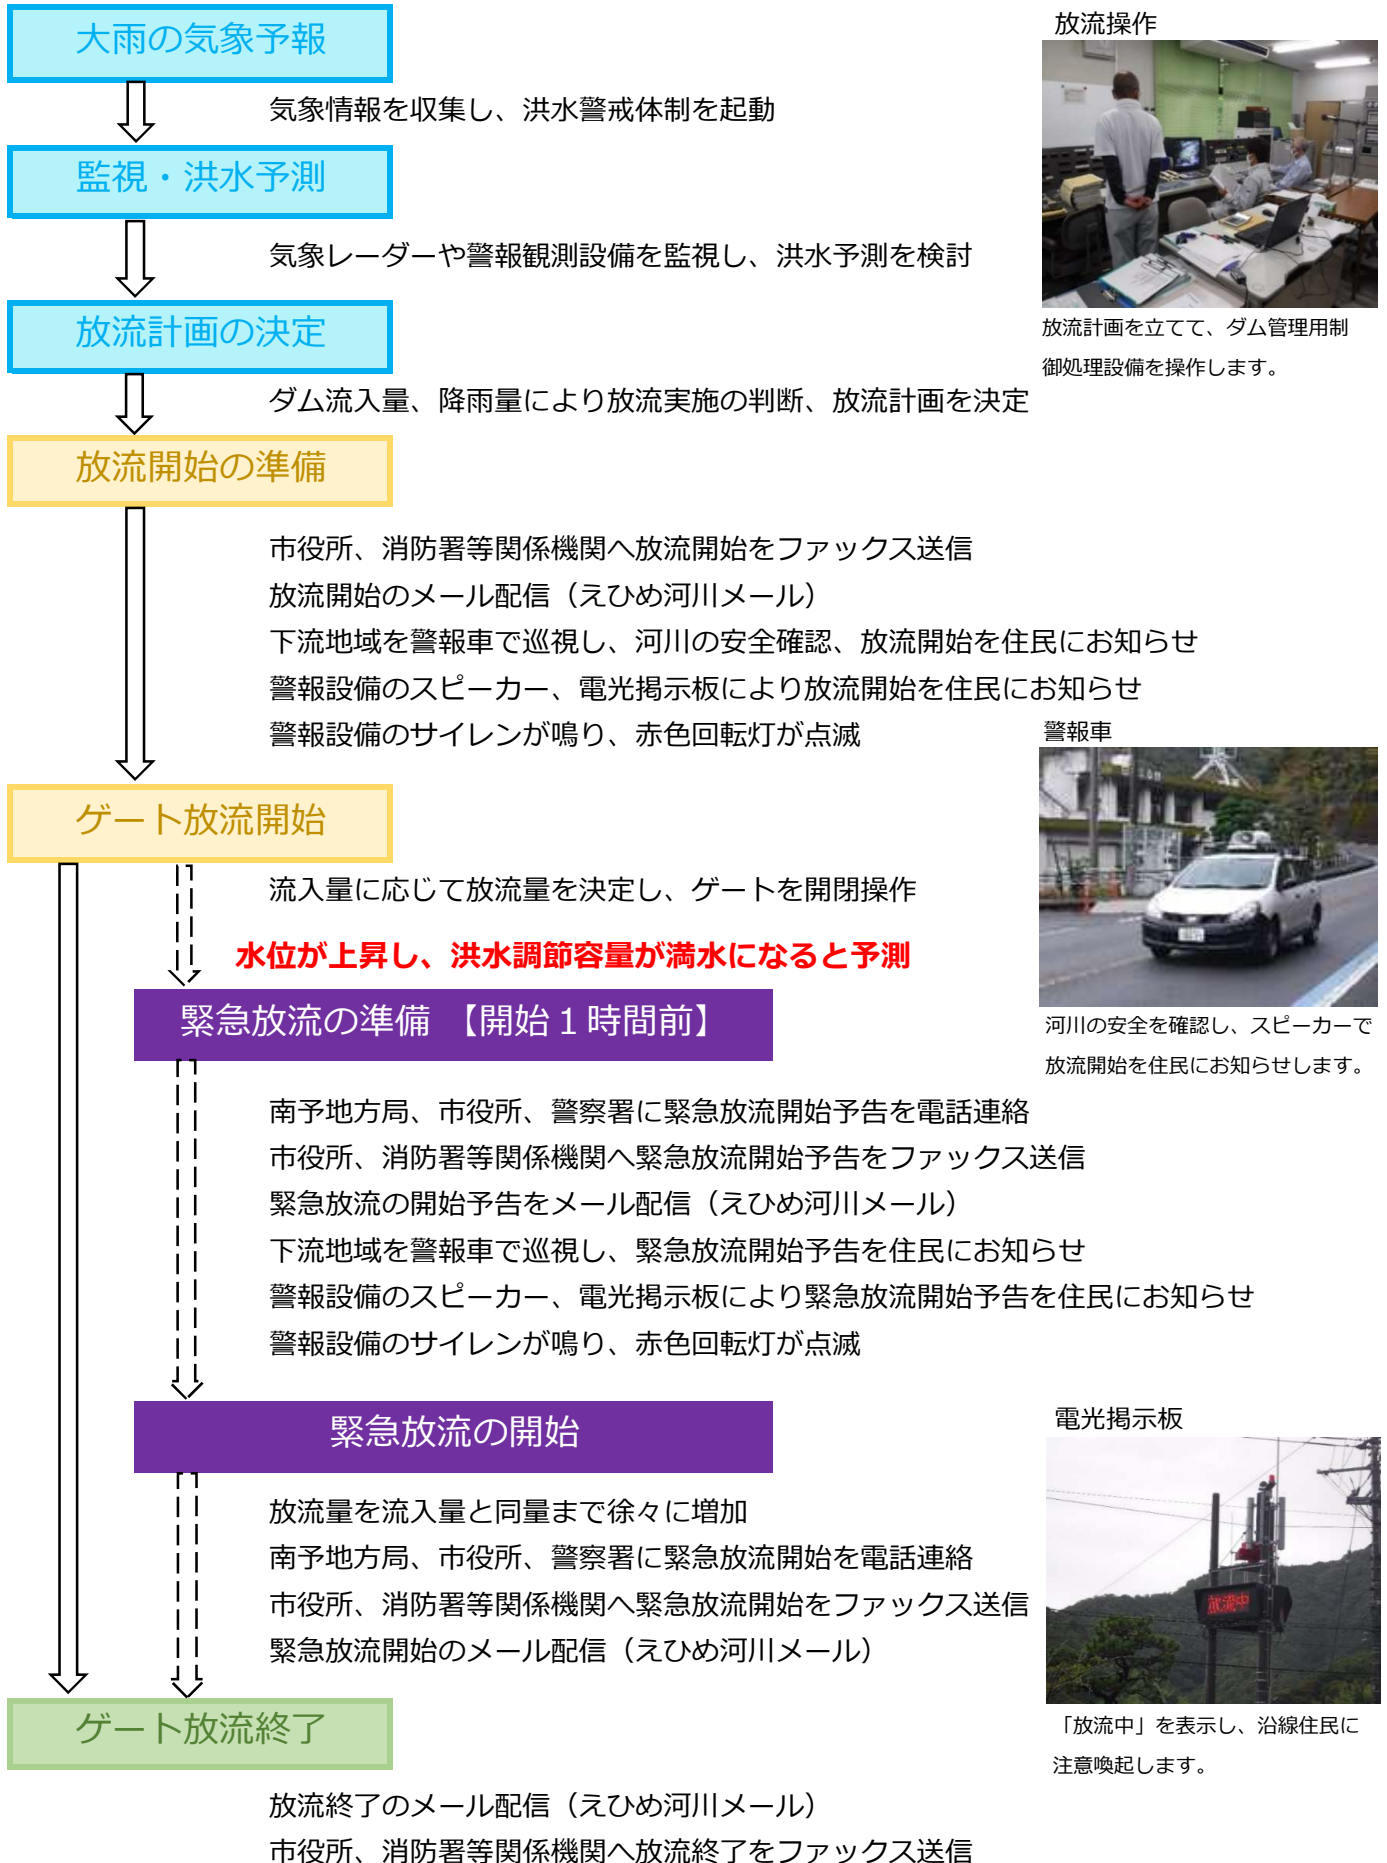 大雨の気象予報
気象情報を収集し、洪水警戒体制を起動
監視・洪水予測
気象レーダーや警報観測設備を監視し、洪水予測を検討
放流計画の決定
ダム流入量、降雨量により放流実施の判断、放流計画を決定
放流操作
放流計画を立てて、ダム管理用制
御処理設備を操作します。
放流開始の準備
市役所、消防署等関係機関へ放流開始をファックス送信
放流開始のメール配信（えひめ河川メール）
下流地域を警報車で巡視し、河川の安全確認、放流開始を住民にお知らせ
警報設備のスピーカー、電光掲示板により放流開始を住民にお知らせ
警報設備のサイレンが鳴り、赤色回転灯が点滅
ゲート放流開始
流入量に応じて放流量を決定し、ゲートを開閉操作
水位が上昇し、洪水調節容量が満水になると予測
警報車
河川の安全を確認し、スピーカーで
放流開始を住民にお知らせします。
緊急放流の準備 【開始１時間前】
南予地方局、市役所、警察署に緊急放流開始予告を電話連絡
市役所、消防署等関係機関へ緊急放流開始予告をファックス送信
緊急放流の開始予告をメール配信（えひめ河川メール）
下流地域を警報車で巡視し、緊急放流開始予告を住民にお知らせ
警報設備のスピーカー、電光掲示板により緊急放流開始予告を住民にお知らせ
警報設備のサイレンが鳴り、赤色回転灯が点滅
緊急放流の開始
放流量を流入量と同量まで徐々に増加
南予地方局、市役所、警察署に緊急放流開始を電話連絡
市役所、消防署等関係機関へ緊急放流開始をファックス送信
緊急放流開始のメール配信（えひめ河川メール）
電光掲示板
放流中
「放流中」を表示し、沿線住民に
注意喚起します。
ゲート放流終了
放流終了のメール配信（えひめ河川メール）
市役所、消防署等関係機関へ放流終了をファックス送信